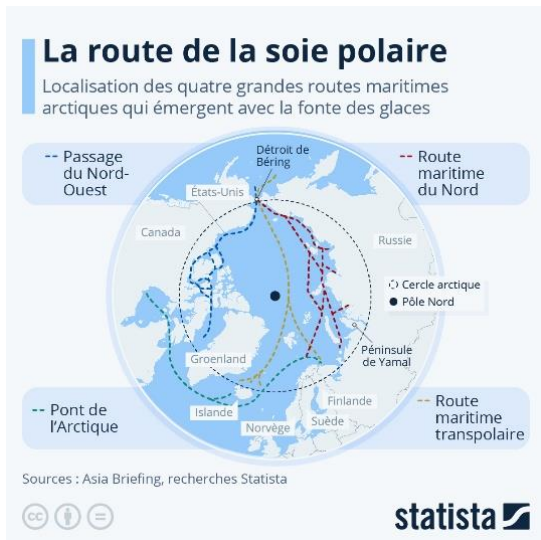 La route de la soie polaire
Localisation des quatre grandes routes maritimes
arctiques qui émergent avec la fonte des glaces
-- Passage
du Nord-
Ouest
Détroit de
Béring
-- Route
maritime
du Nord
États-Unis
Canada
Russie
Cercle arctique
Pôle Nord
Groenland
Péninsule
de Yamal
-- Pont de
l'Arctique
Islande
Norvège
Suède
Finlande
-- Route
maritime
transpolaire
Sources : Asia Briefing, recherches Statista
cc
statista